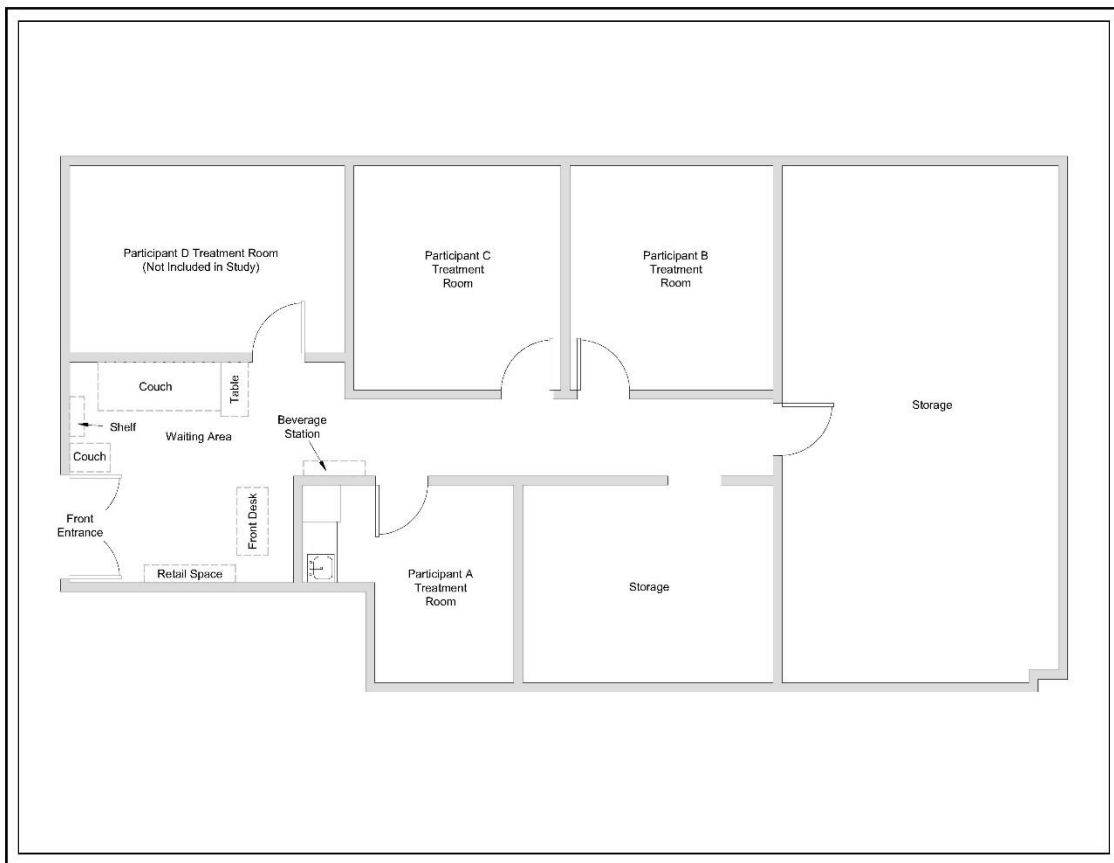 Participant D Treatment Room
(Not Included in Study)
Participant C
Treatment
Room
Participant B
Treatment
Room
Couch
Table
Shelf
Waiting Area
Beverage
Station
Couch
Storage
Front
Entrance
Front Desk
Retail Space
Participant A
Treatment
Room
Storage